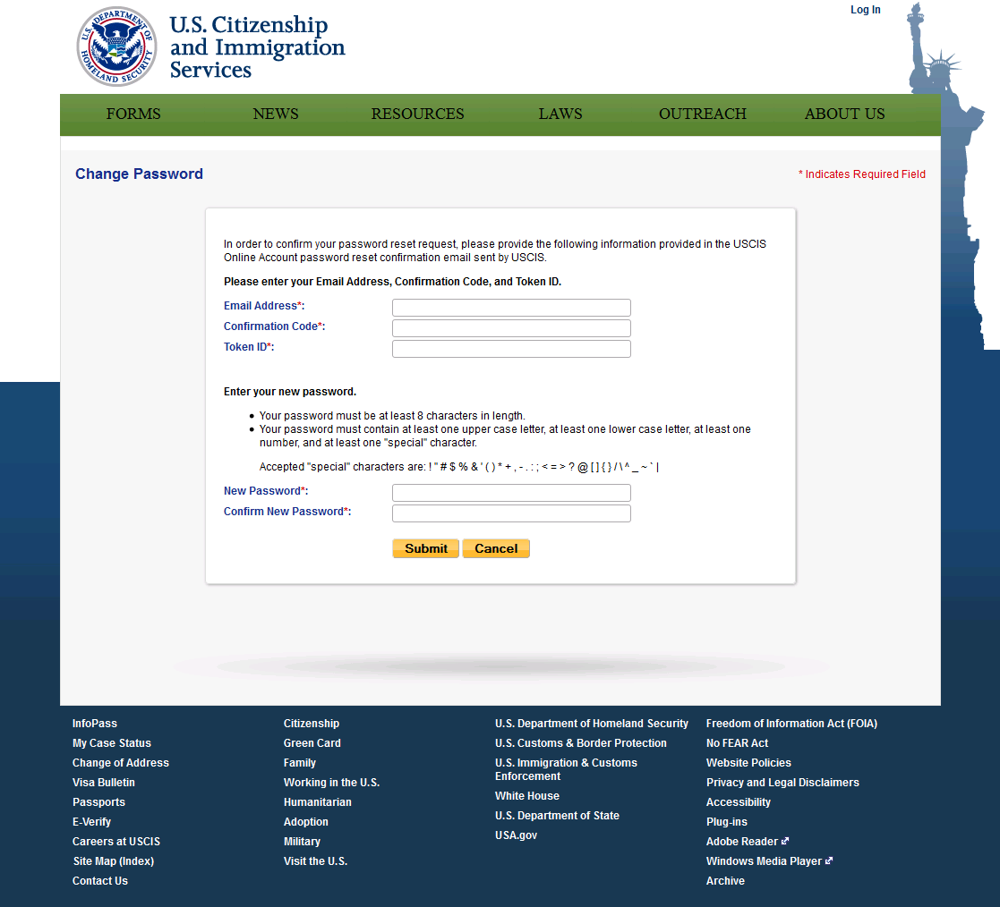 U.S. DEPARTMENT OF HOMELAND SECURITY
U.S. Citizenship
and Immigration
Services
Log In
FORMS NEWS RESOURCES LAWS OUTREACH ABOUT US
Change Password
* Indicates Required Field
In order to confirm your password reset request, please provide the following information provided in the USCIS
Online Account password reset confirmation email sent by USCIS.
Please enter your Email Address, Confirmation Code, and Token ID.
Email Address*:
Confirmation Code*:
Token ID*:
Enter your new password.
• Your password must be at least 8 characters in length.
• Your password must contain at least one upper case letter, at least one lower case letter, at least one
number, and at least one "special" character.
Accepted "special" characters are: ! " # $ % & ' ( ) * + , - . : ; < = > ? @ [ ] { } / \ ^ _ ~ ` |
New Password*:
Confirm New Password*:
Submit Cancel
InfoPass
My Case Status
Change of Address
Visa Bulletin
Passports
E-Verify
Careers at USCIS
Site Map (Index)
Contact Us
Citizenship
Green Card
Family
Working in the U.S.
Humanitarian
Adoption
Military
Visit the U.S.
U.S. Department of Homeland Security
U.S. Customs & Border Protection
U.S. Immigration & Customs
Enforcement
White House
U.S. Department of State
USA.gov
Freedom of Information Act (FOIA)
No FEAR Act
Website Policies
Privacy and Legal Disclaimers
Accessibility
Plug-ins
Adobe Reader
Windows Media Player
Archive